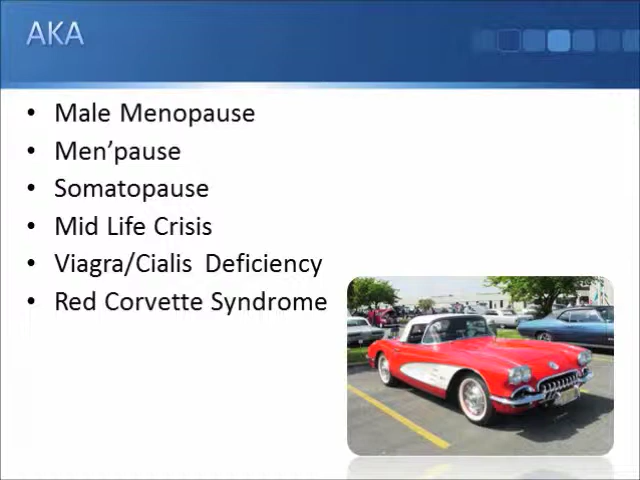 AKA
• Male Menopause
• Men’pause
• Somatopause
• Mid Life Crisis
• Viagra/Cialis Deficiency
• Red Corvette Syndrome